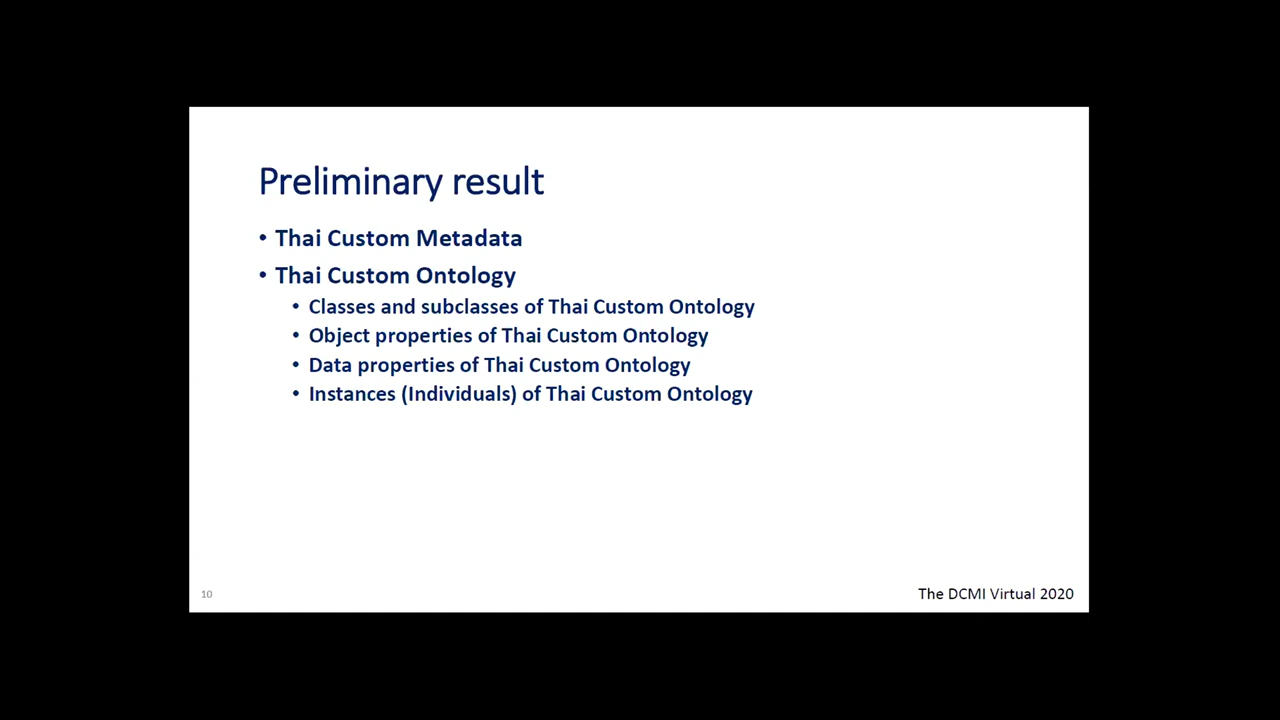 Preliminary result
• Thai Custom Metadata
• Thai Custom Ontology
• Classes and subclasses of Thai Custom Ontology
• Object properties of Thai Custom Ontology
• Data properties of Thai Custom Ontology
• Instances (Individuals) of Thai Custom Ontology
10
The DCMI Virtual 2020